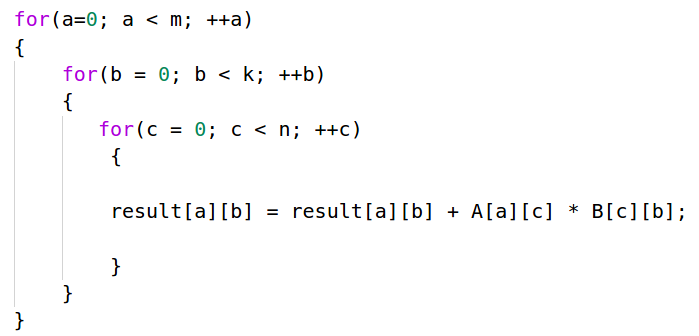 for(a=0; a < m; ++a)
{
    for(b = 0; b < k; ++b)
    {
       for(c = 0; c < n; ++c)
        {
        result[a][b] = result[a][b] + A[a][c] * B[c][b];
        }
    }
}